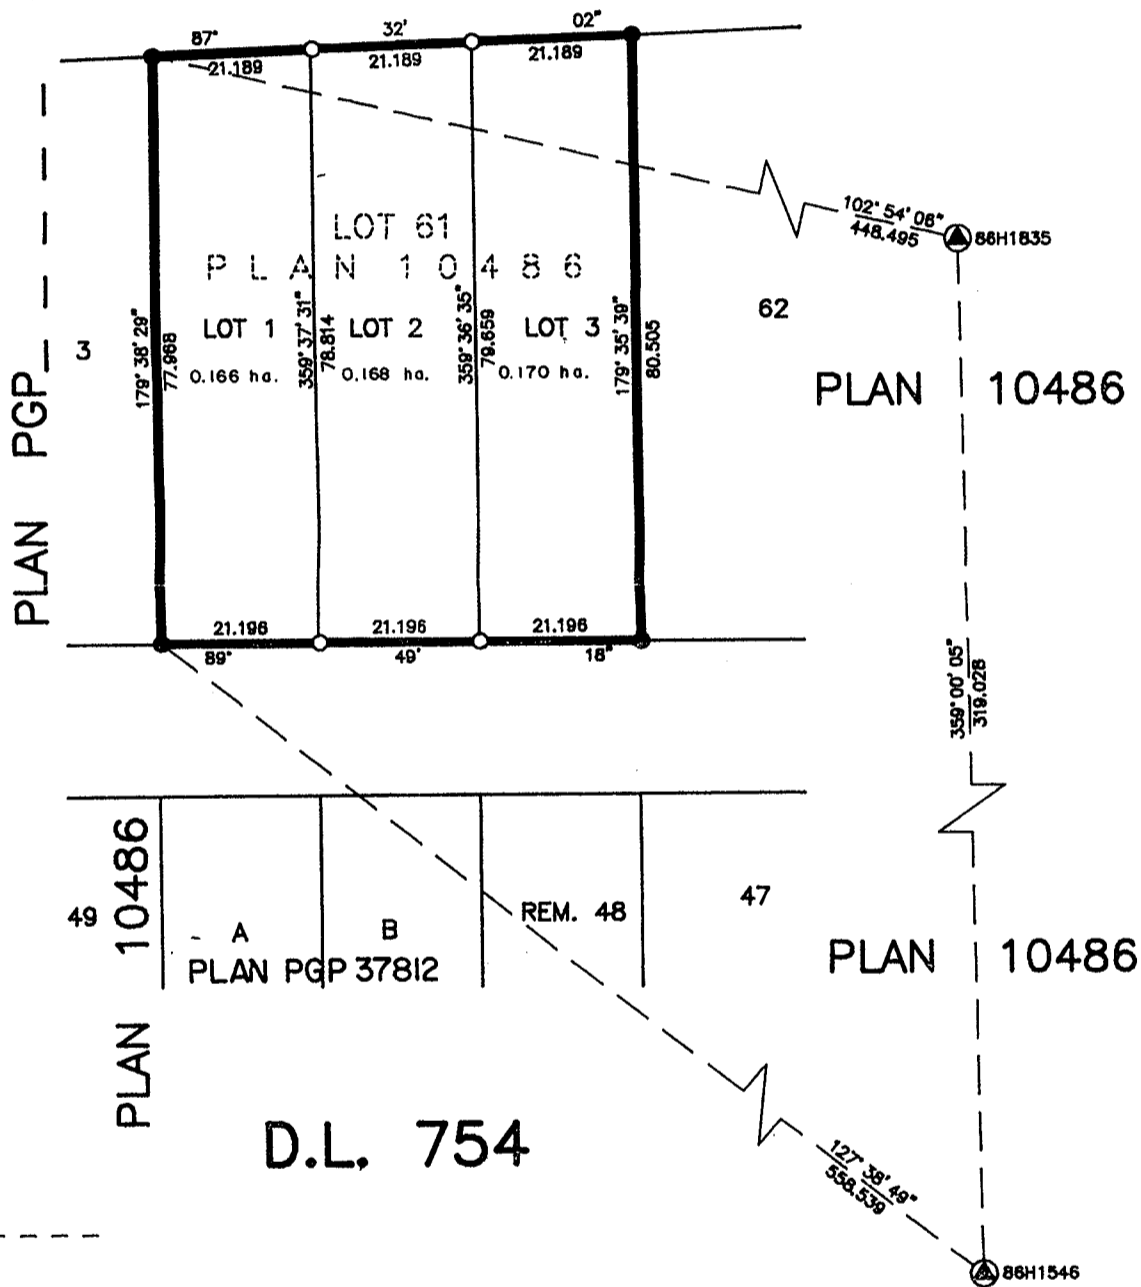 87° 32' 02"
21.189 21.189 21.189
102° 54' 06"
448.495
86H1835
LOT 61
PLAN 10486
62
LOT 1 LOT 2 LOT 3
0.166 ha. 0.168 ha. 0.170 ha.
3
179° 38' 29"
77.968
359° 37' 31"
78.814
359° 36' 35"
79.659
179° 35' 39"
80.505
PLAN 10486
PLAN PGP
21.196 21.196 21.196
89° 49' 18"
359° 00' 05"
319.028
49
PLAN 10486
A B
PLAN PGP 37812
REM. 48
47
PLAN 10486
D.L. 754
127° 38' 49"
558.539
86H1546